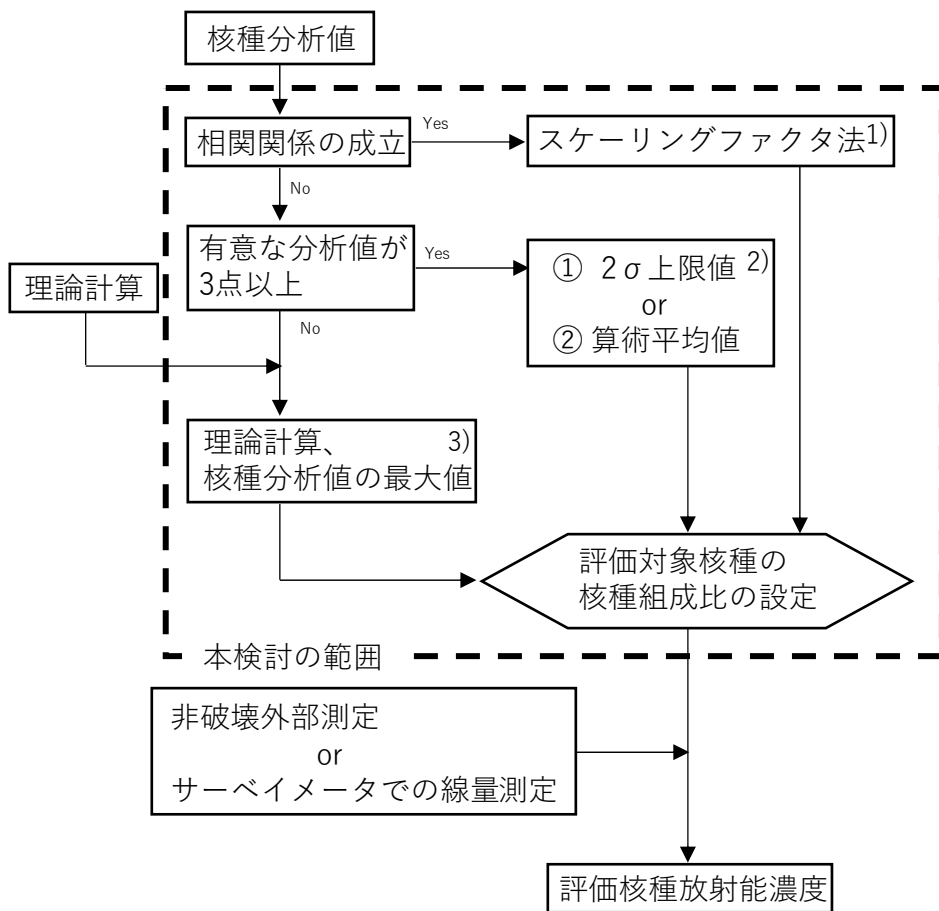 核種分析値
相関関係の成立
Yes
スケーリングファクタ法1)
No
有意な分析値が
3点以上
Yes
① 2σ上限値 2)
or
② 算術平均値
理論計算
No
理論計算、 3)
核種分析値の最大値
評価対象核種の
核種組成比の設定
本検討の範囲
非破壊外部測定
or
サーベイメータでの線量測定
評価核種放射能濃度